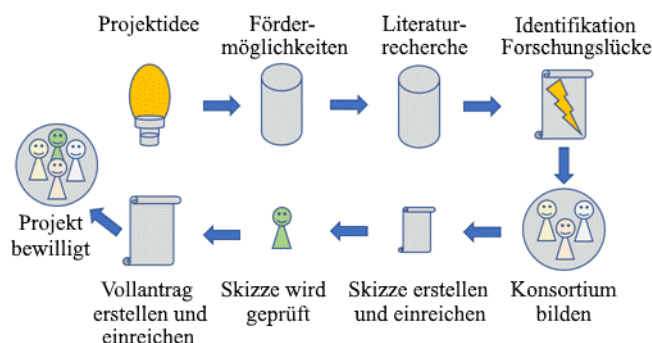 Projektidee
Förder-
möglichkeiten
Literatur-
recherche
Identifikation
Forschungslücke
Konsortium
bilden
Skizze erstellen
und einreichen
Skizze wird
geprüft
Vollantrag
erstellen und
einreichen
Projekt
bewilligt